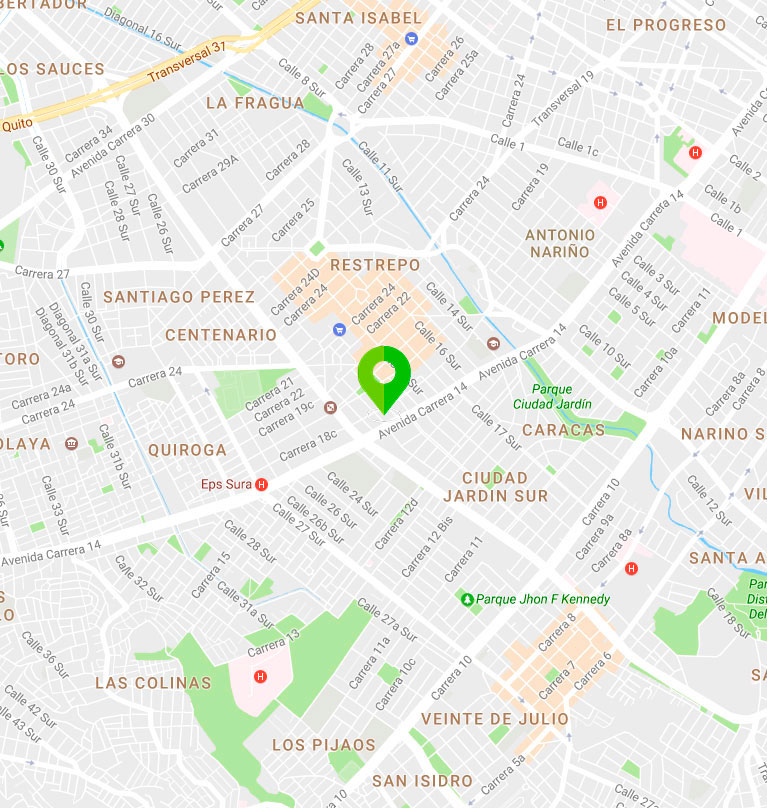 BERTADOR
SANTA ISABEL
EL PROGRESO
Diagonal 16 Sur
Transversal 31
Carrera 28
Carrera 27a
Carrera 27
Carrera 26
Carrera 25a
LOS SAUCES
Calle 8 Sur
LA FRAGUA
Carrera 24
Transversal 19
Avenida Carrera 14
Quito
Carrera 34
Avenida Carrera 30
Carrera 31
Carrera 29A
Carrera 28
Calle 1
Calle 1c
Calle 30 Sur
Calle 27 Sur
Calle 28 Sur
Calle 26 Sur
Calle 13 Sur
Calle 11 Sur
Carrera 24
Carrera 19
Calle 2
Calle 1b
Calle 1
Carrera 27
Carrera 25
ANTONIO
NARIÑO
Avenida Carrera 14
Carrera 27
RESTREPO
Carrera 24D
Carrera 24
Carrera 24
Carrera 22
Calle 3 Sur
Calle 4 Sur
Calle 5 Sur
Carrera 11
SANTIAGO PEREZ
Calle 30 Sur
Diagonal 31a Sur
Diagonal 31b Sur
CENTENARIO
Calle 14 Sur
Calle 16 Sur
MODEL
Calle 10 Sur
Carrera 10a
TORO
Carrera 24
Avenida Carrera 14
Carrera 8a
Carrera 8
Carrera 24a
Carrera 24
Carrera 21
Carrera 22
Carrera 19c
Sur
Parque
Ciudad Jardín
Avenida Carrera 14
Calle 17 Sur
CARACAS
NARINO S
OLAYA
QUIROGA
Carrera 18c
Calle 31b Sur
Eps Sura
CIUDAD
JARDIN SUR
Calle 33 Sur
Calle 24 Sur
Calle 26 Sur
Calle 26b Sur
Calle 27 Sur
Carrera 12d
Carrera 10
Calle 12 Sur
VIL
Avenida Carrera 14
Calle 28 Sur
Carrera 12 Bis
Carrera 11
Carrera 9a
Carrera 8a
SANTA A
Calle 32 Sur
Carrera 15
Calle 31a Sur
Parque Jhon F Kennedy
Par
Dist
Del
S
LO
Calle 27a Sur
Carrera 13
Carrera 8
Calle 18 Sur
Calle 36 Sur
Carrera 11a
Carrera 10c
Carrera 10
Carrera 7
Carrera 6
LAS COLINAS
SA
Calle 42 Sur
Calle 43 Sur
VEINTE DE JULIO
LOS PIJAOS
SAN ISIDRO
Carrera 5a